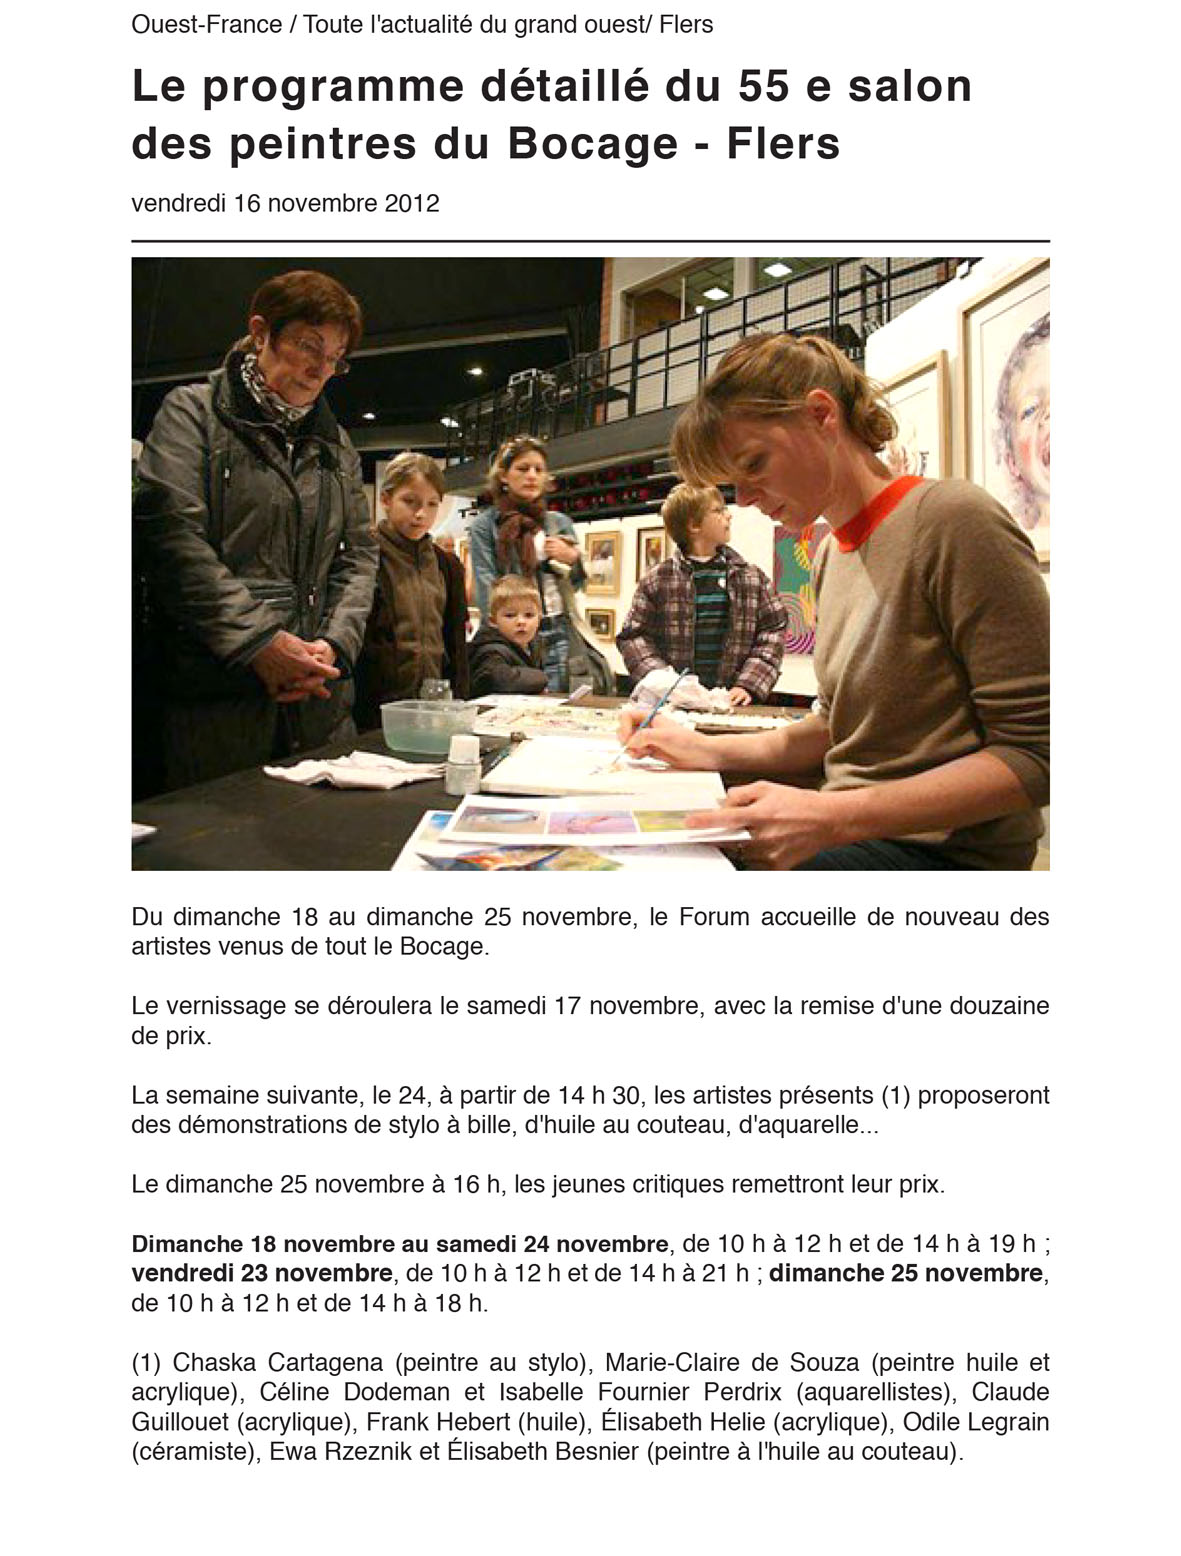 Ouest-France / Toute l'actualité du grand ouest/ Flers
Le programme détaillé du 55 e salon
des peintres du Bocage - Flers
vendredi 16 novembre 2012
Du dimanche 18 au dimanche 25 novembre, le Forum accueille de nouveau des
artistes venus de tout le Bocage.
Le vernissage se déroulera le samedi 17 novembre, avec la remise d'une douzaine
de prix.
La semaine suivante, le 24, à partir de 14 h 30, les artistes présents (1) proposeront
des démonstrations de stylo à bille, d'huile au couteau, d'aquarelle...
Le dimanche 25 novembre à 16 h, les jeunes critiques remettront leur prix.
Dimanche 18 novembre au samedi 24 novembre, de 10 h à 12 h et de 14 h à 19 h ;
vendredi 23 novembre, de 10 h à 12 h et de 14 h à 21 h ; dimanche 25 novembre,
de 10 h à 12 h et de 14 h à 18 h.
(1) Chaska Cartagena (peintre au stylo), Marie-Claire de Souza (peintre huile et
acrylique), Céline Dodeman et Isabelle Fournier Perdrix (aquarellistes), Claude
Guillouet (acrylique), Frank Hebert (huile), Élisabeth Helie (acrylique), Odile Legrain
(céramiste), Ewa Rzeznik et Élisabeth Besnier (peintre à l'huile au couteau).